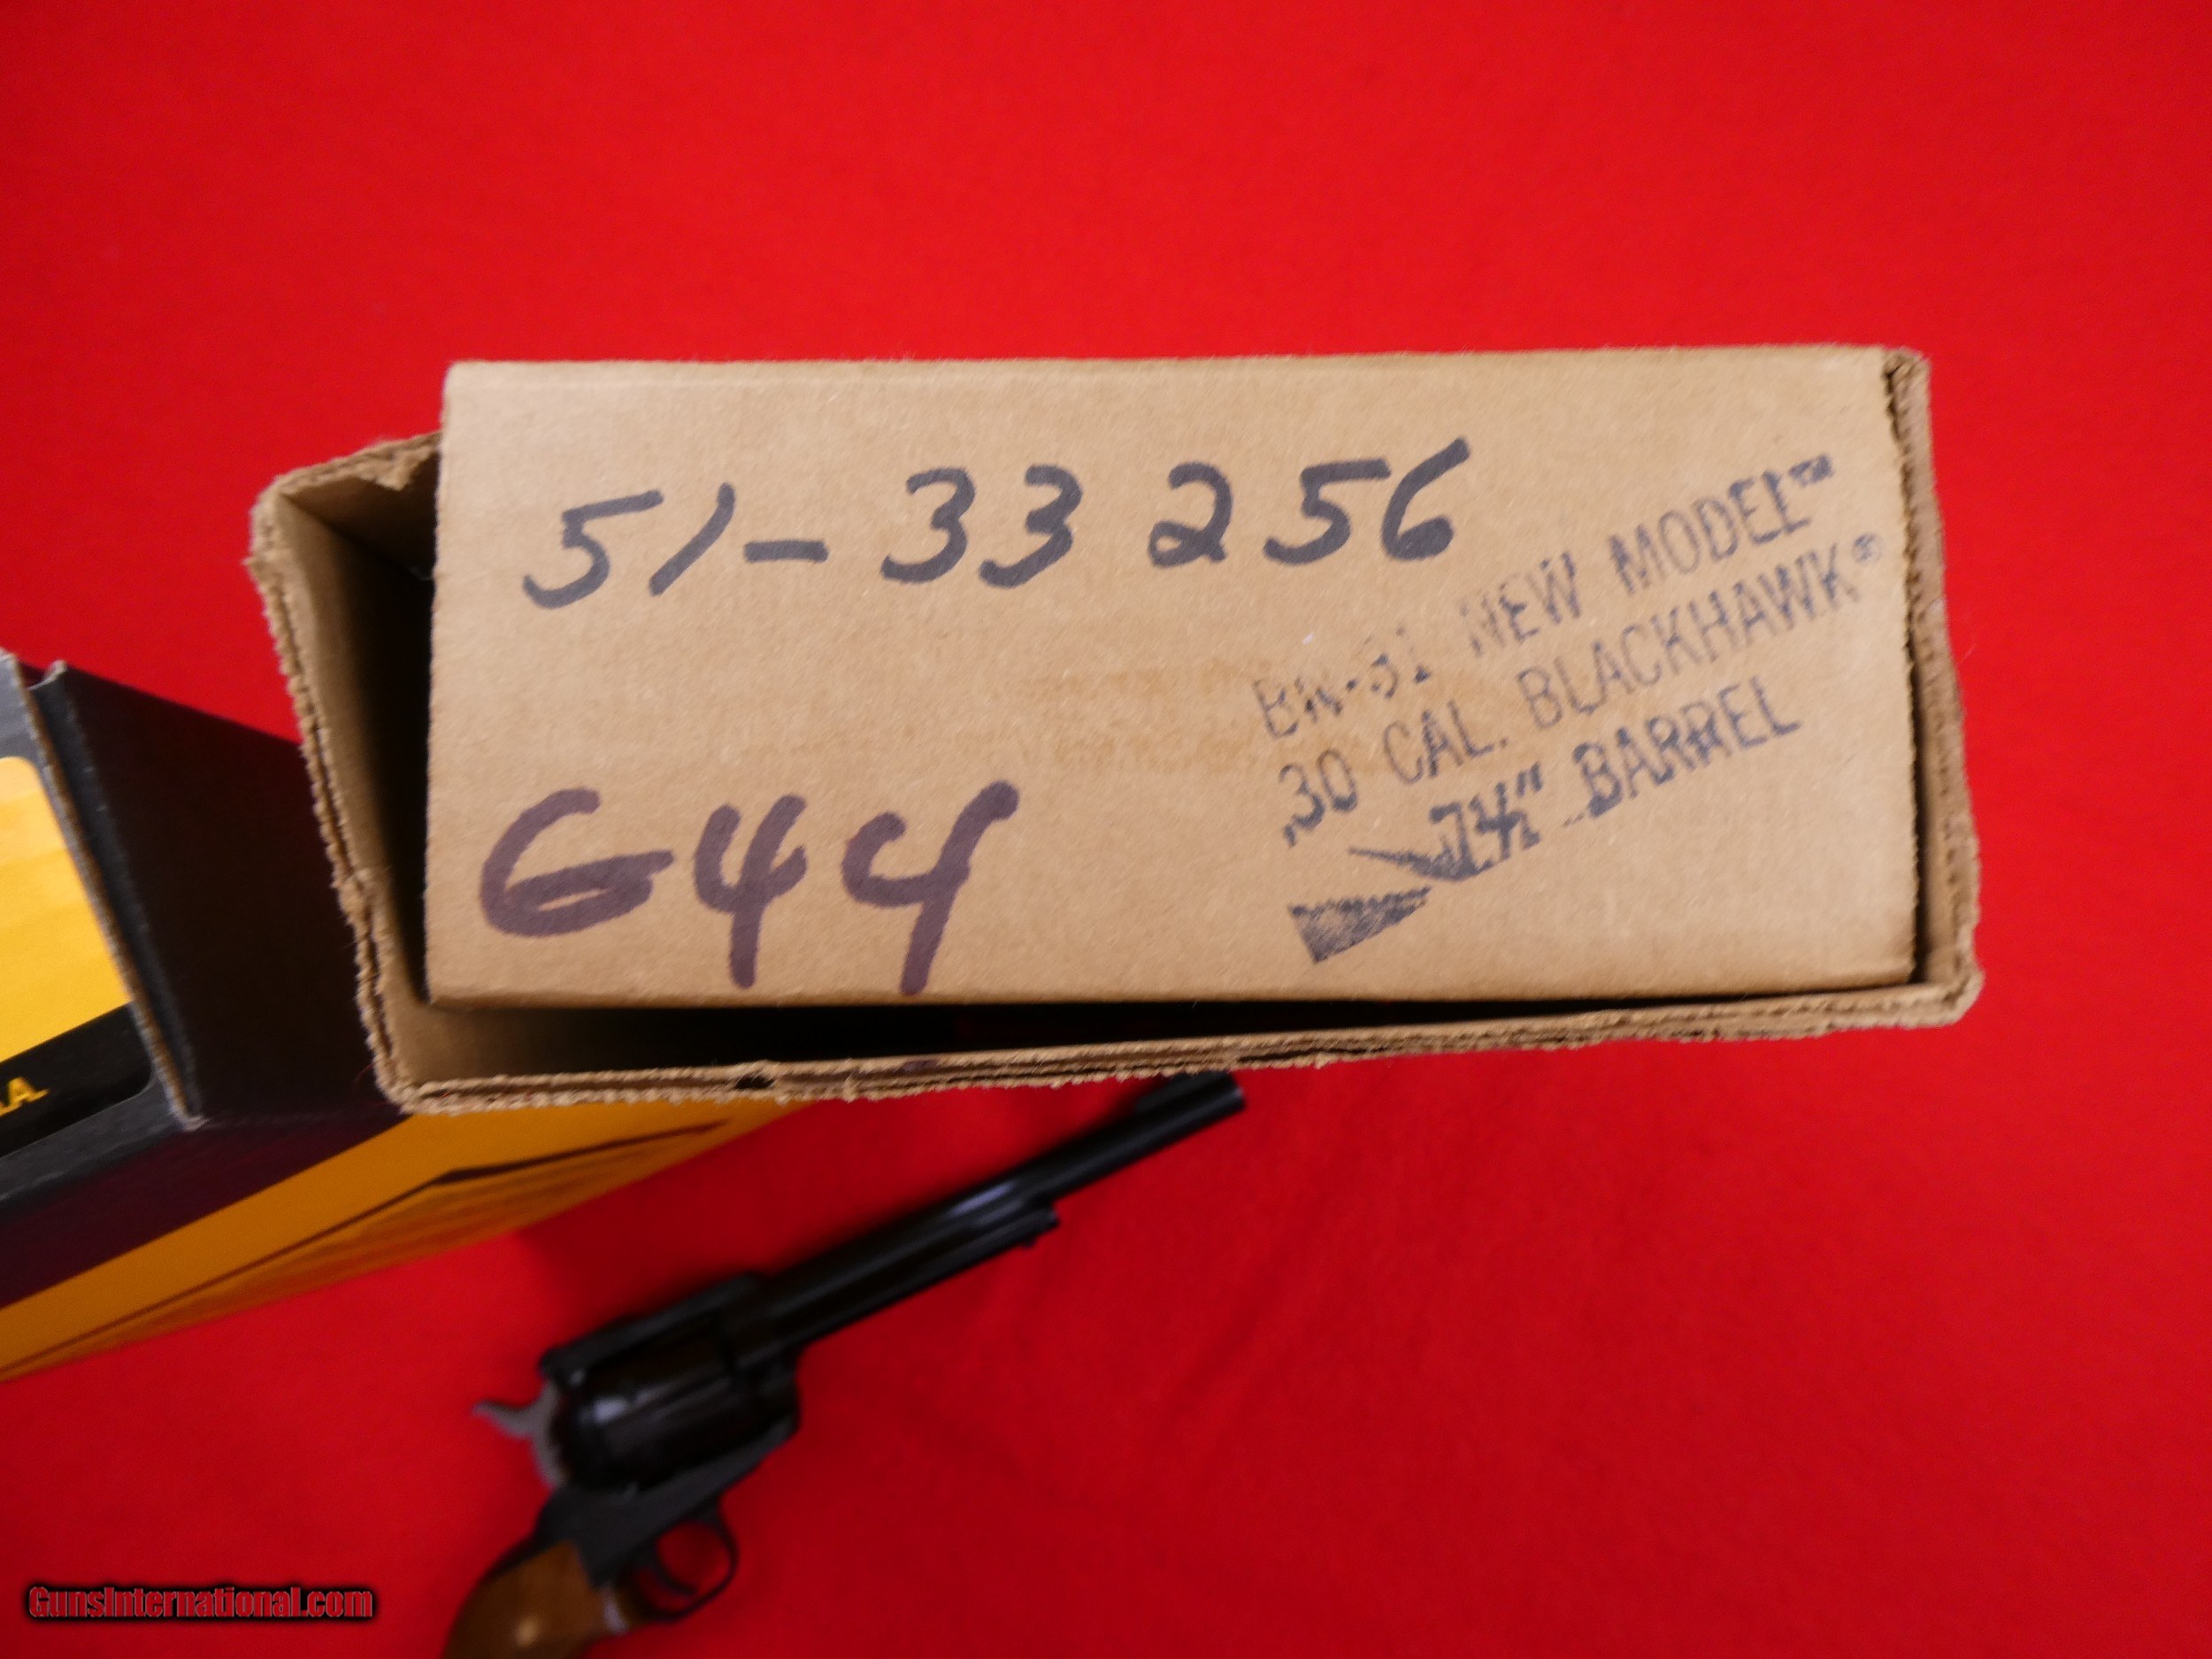 51-33256
BN-31 NEW MODEL™
.30 CAL. BLACKHAWK®
7½" BARREL
G44
GunsInternational.com